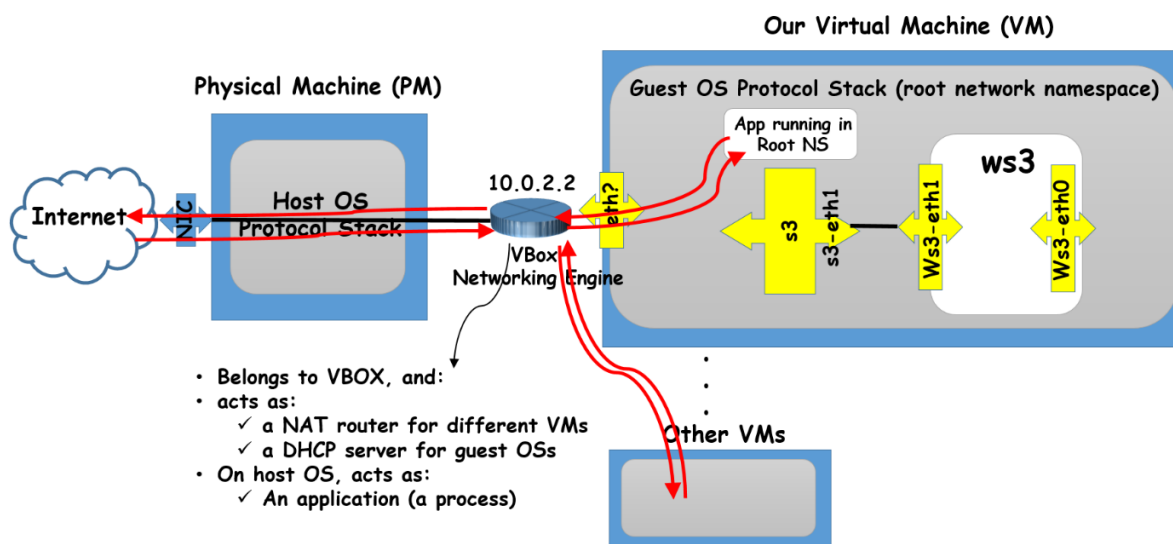 Our Virtual Machine (VM)
Physical Machine (PM)
Guest OS Protocol Stack (root network namespace)
App running in
Root NS
ws3
10.0.2.2
Internet
NIC
Host OS
Protocol Stack
eth?
s3
s3-eth1
Ws3-eth1
Ws3-eth0
VBox
Networking Engine
• Belongs to VBOX, and:
• acts as:
✓ a NAT router for different VMs
✓ a DHCP server for guest OSs
• On host OS, acts as:
✓ An application (a process)
Other VMs